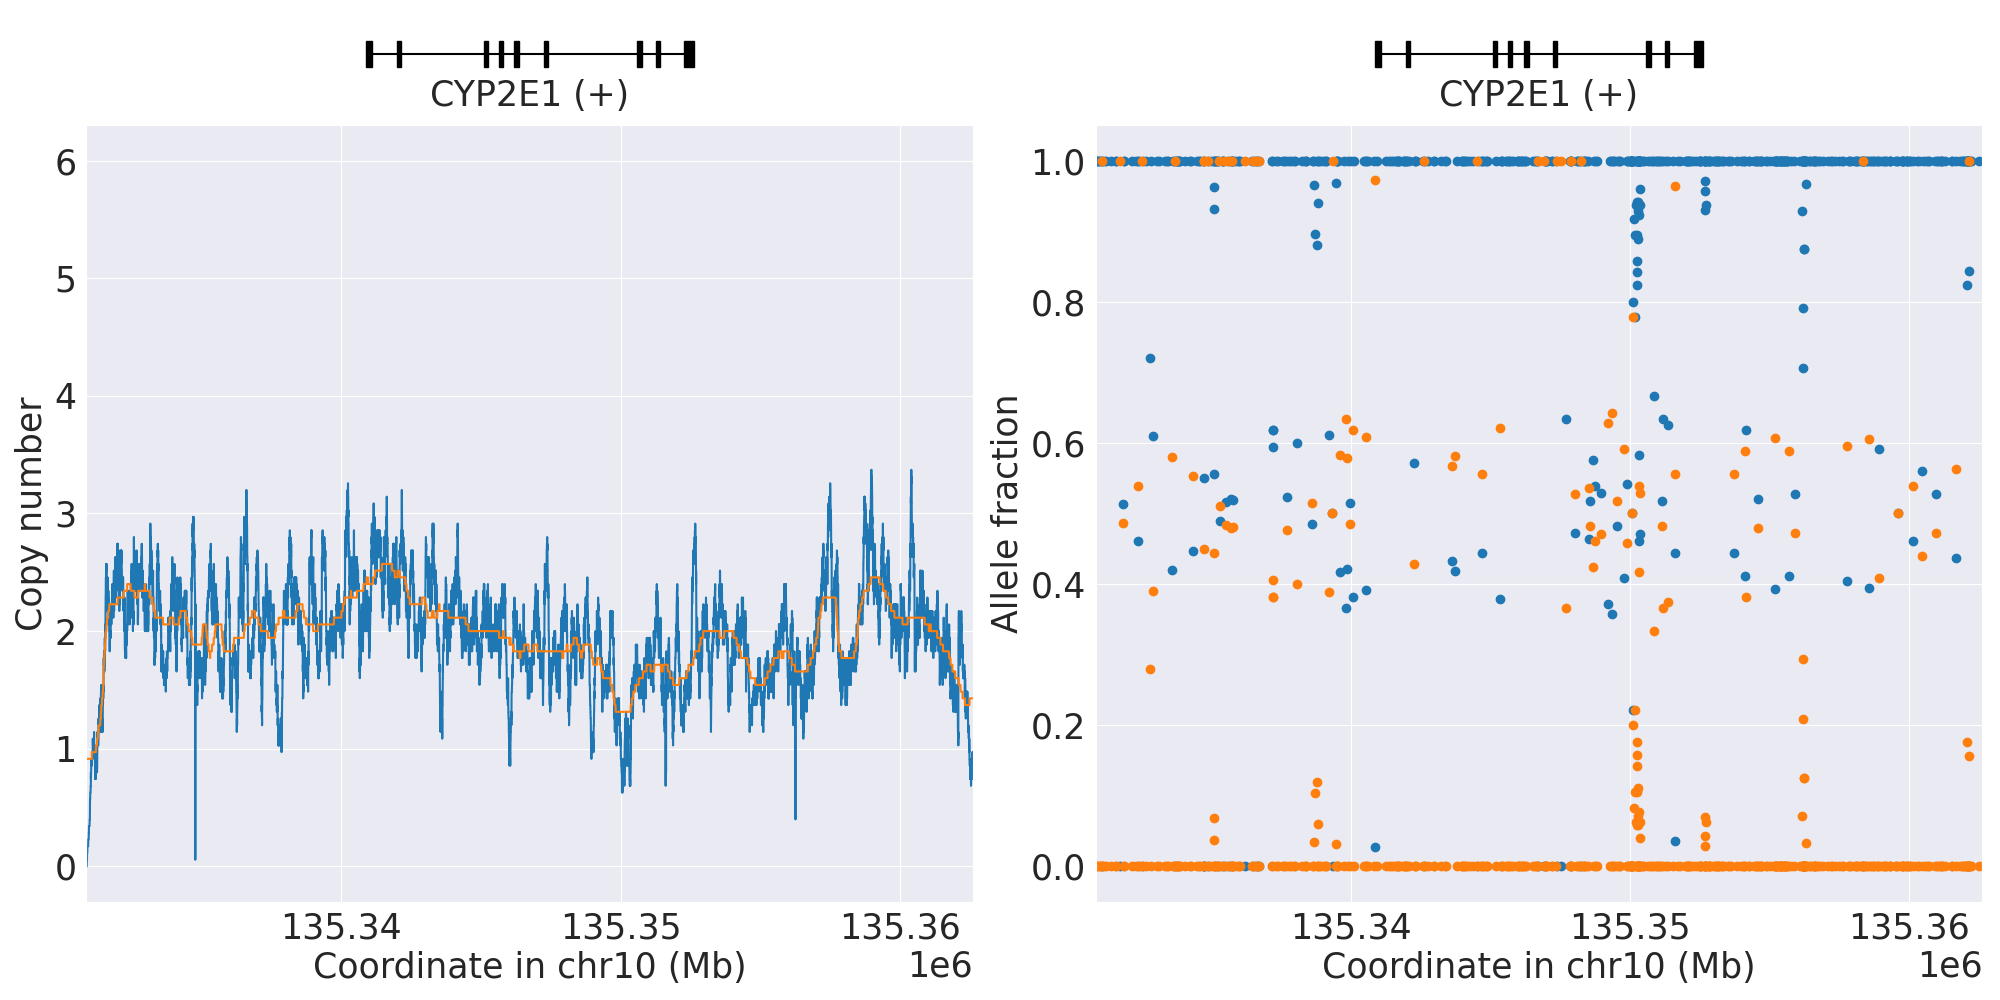 CYP2E1 (+)
CYP2E1 (+)
Copy number
6
5
4
3
2
1
0
135.34
135.35
135.36
Coordinate in chr10 (Mb)
1e6
Allele fraction
1.0
0.8
0.6
0.4
0.2
0.0
135.34
135.35
135.36
Coordinate in chr10 (Mb)
1e6